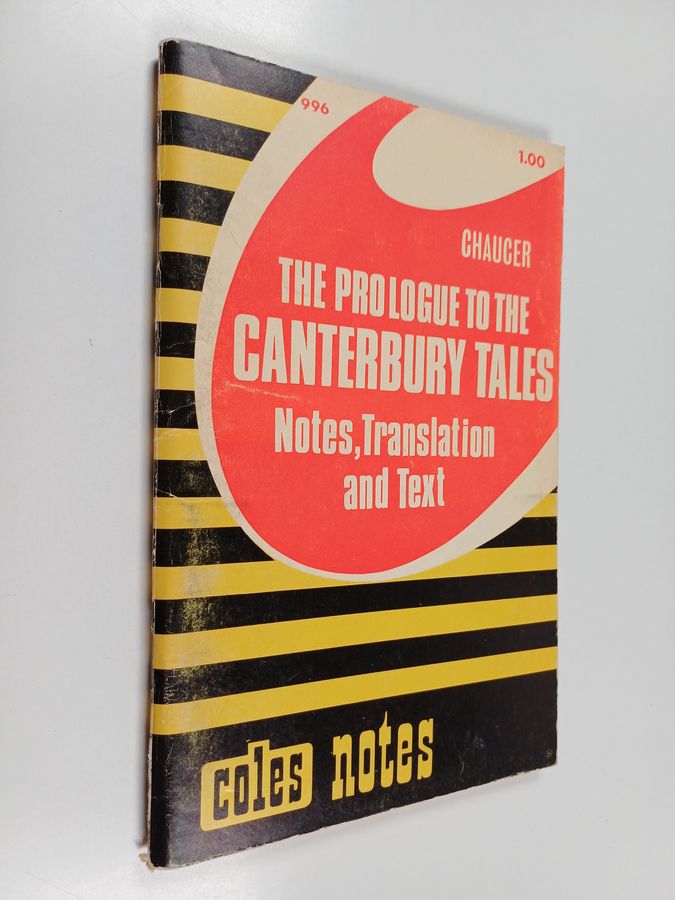 996
1.00
CHAUCER
THE PROLOGUE TO THE
CANTERBURY TALES
Notes, Translation
and Text
coles notes